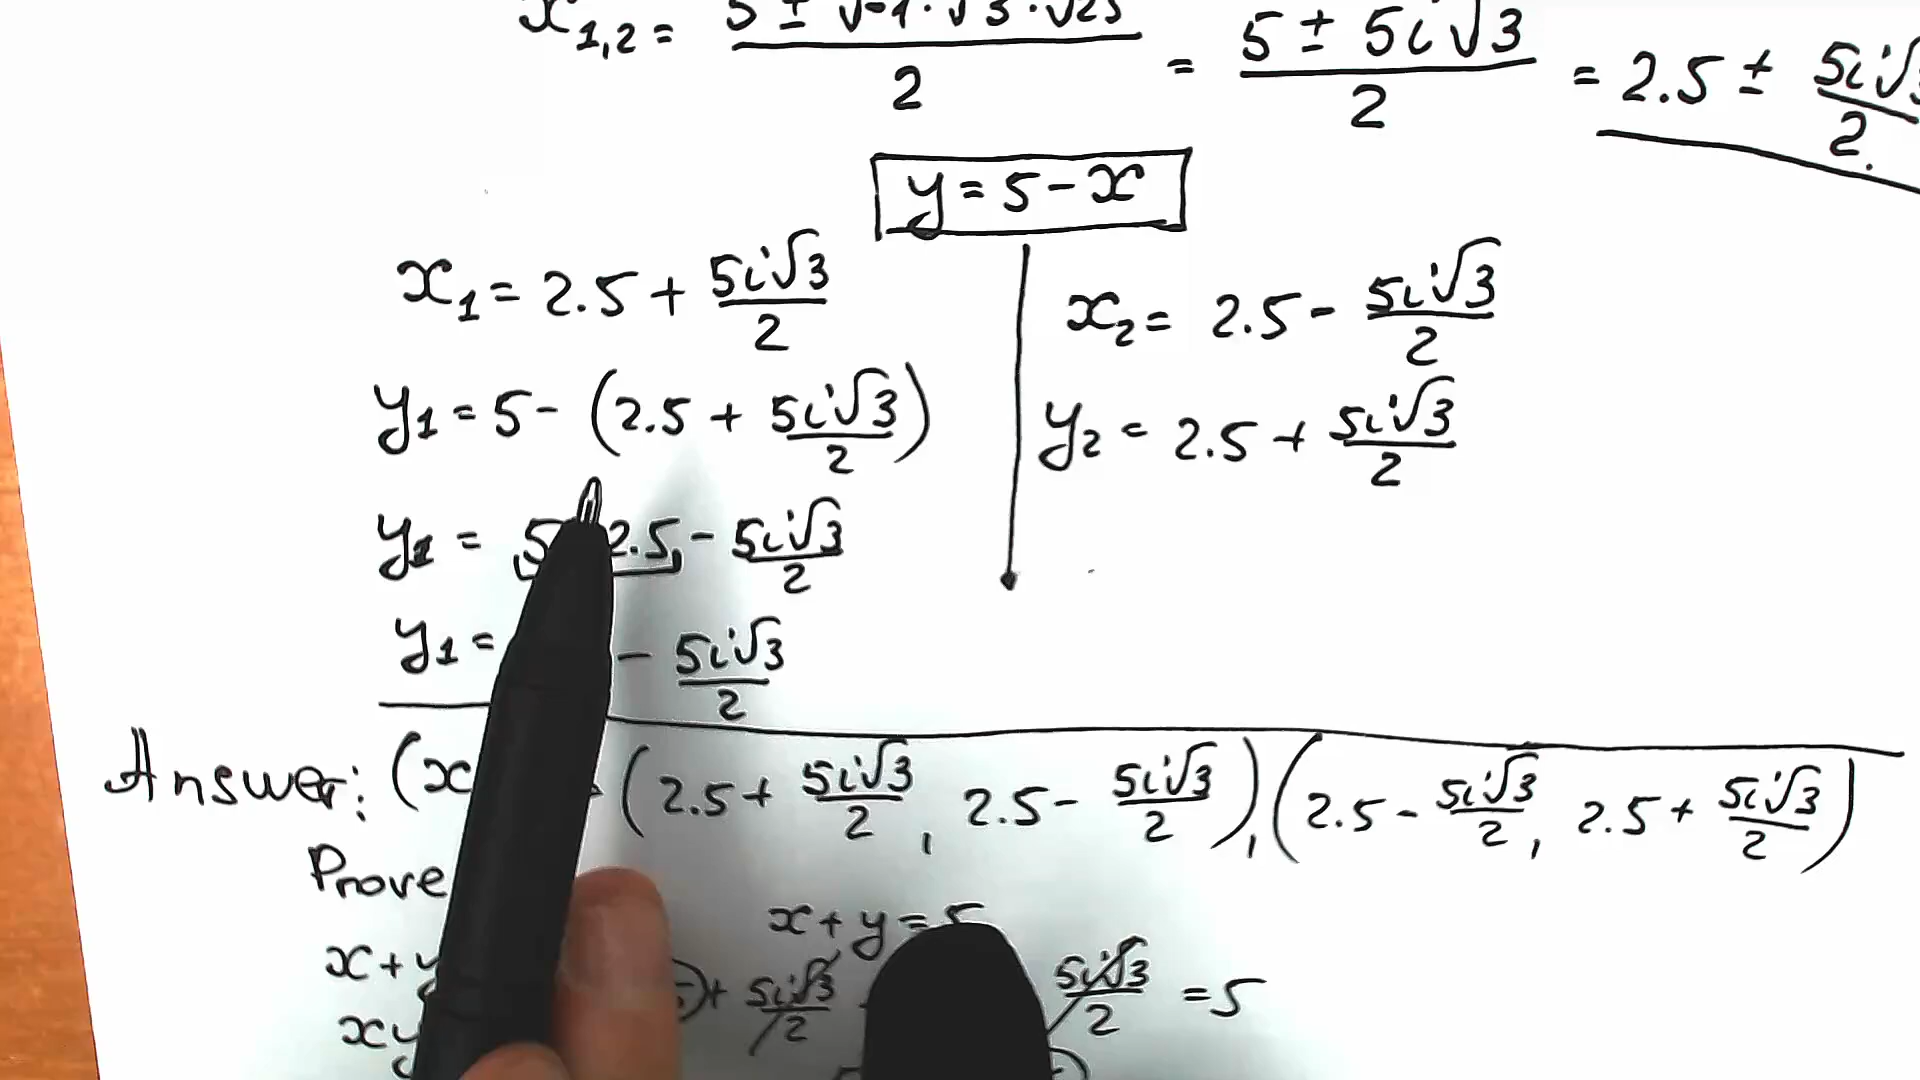 x₁,₂ = (5 ± √-1 · √3 · √25)/2 = (5 ± 5i√3)/2 = 2.5 ± 5i√3/2.
y = 5 - x
x₁ = 2.5 + 5i√3/2
y₁ = 5 - (2.5 + 5i√3/2)
y₁ = 5 2.5 - 5i√3/2
y₁ = - 5i√3/2
x₂ = 2.5 - 5i√3/2
y₂ = 2.5 + 5i√3/2
Answer: (x (2.5 + 5i√3/2, 2.5 - 5i√3/2), (2.5 - 5i√3/2, 2.5 + 5i√3/2)
Prove
x + y = 5
x + y + 5i√3/2 5i√3/2 = 5
xy